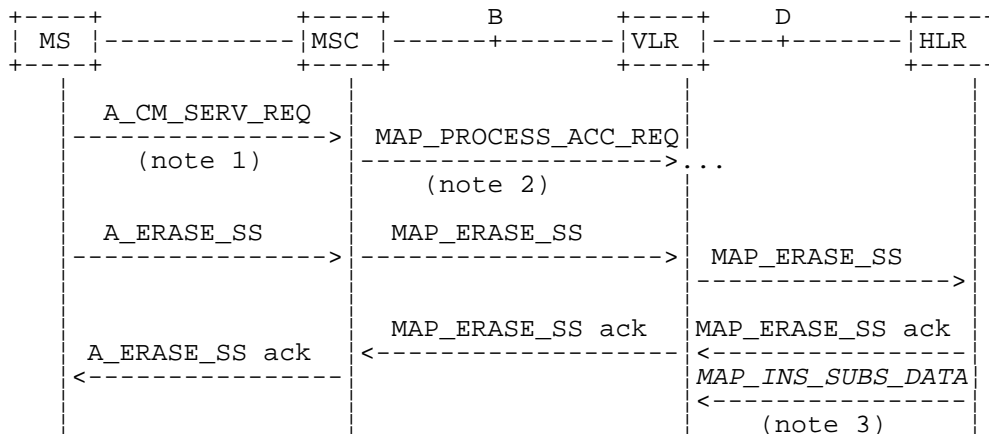 B D
MS MSC VLR HLR
A_CM_SERV_REQ
MAP_PROCESS_ACC_REQ
(note 1)
...
(note 2)
A_ERASE_SS MAP_ERASE_SS
MAP_ERASE_SS
MAP_ERASE_SS ack MAP_ERASE_SS ack
A_ERASE_SS ack
MAP_INS_SUBS_DATA
(note 3)